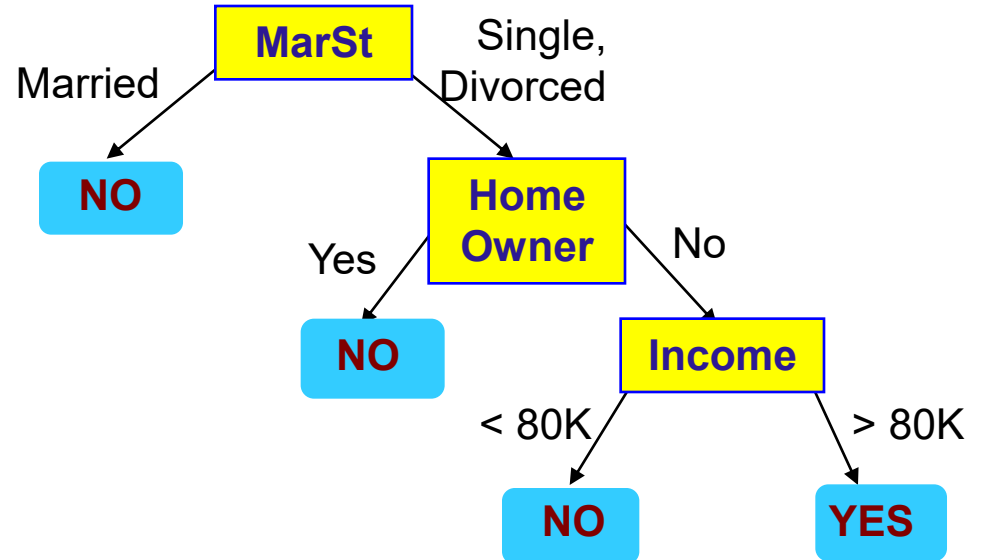 MarSt
Single,
Divorced
Married
NO
Home
Owner
Yes
No
NO
Income
< 80K
> 80K
NO
YES